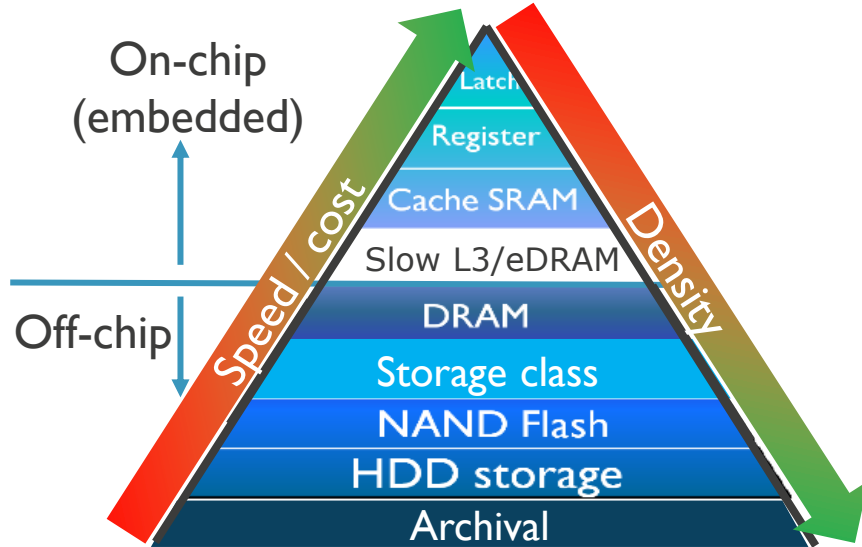 On-chip
(embedded)
Off-chip
Speed / cost
Density
Latch
Register
Cache SRAM
Slow L3/eDRAM
DRAM
Storage class
NAND Flash
HDD storage
Archival